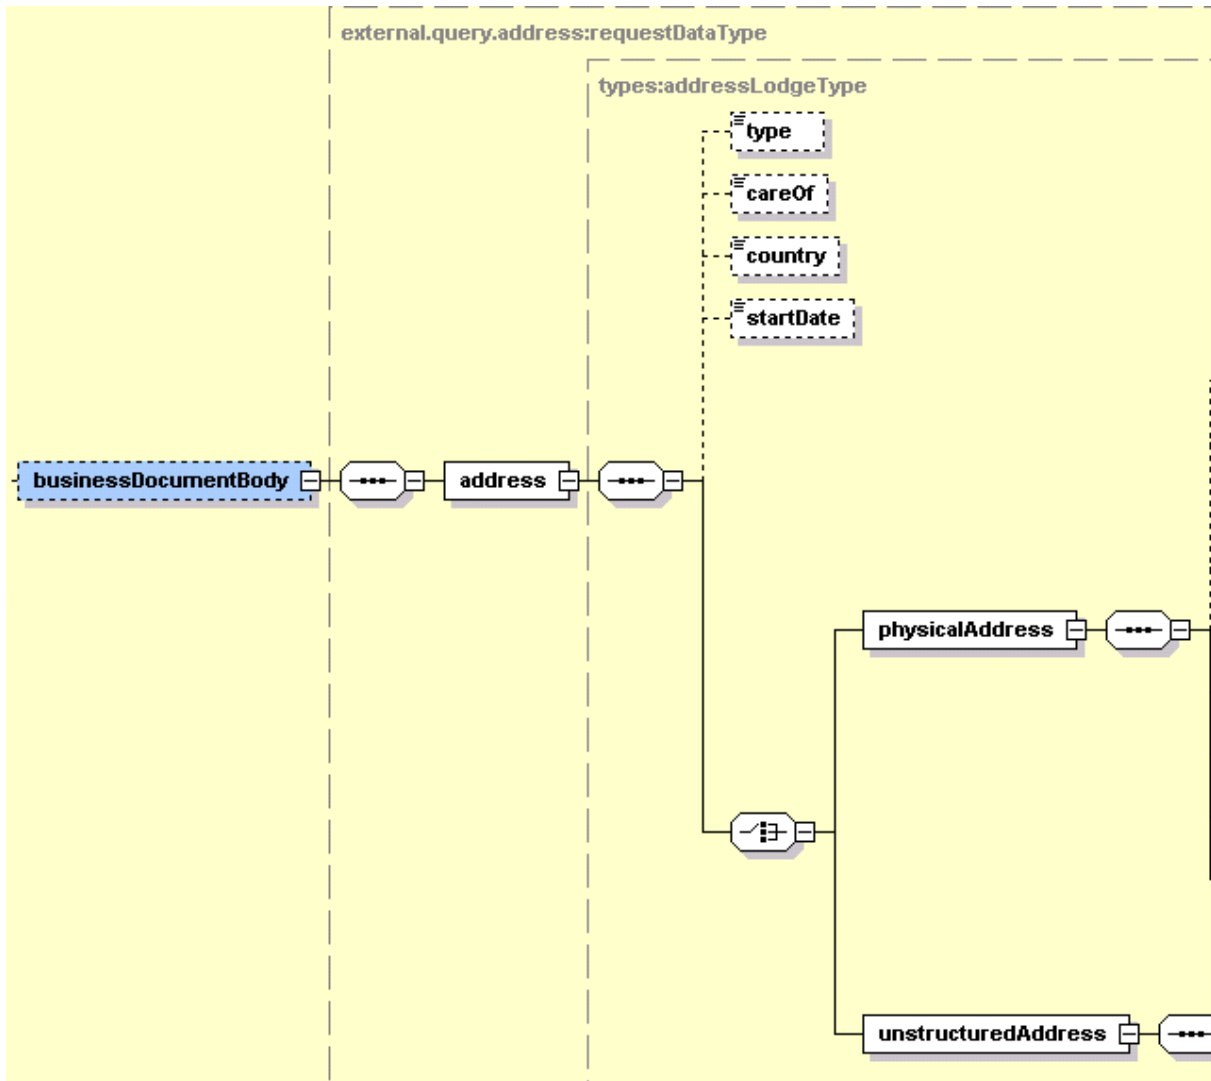 external.query.address:requestDataType
types:addressLodgeType
type
careOf
country
startDate
businessDocumentBody
address
physicalAddress
unstructuredAddress